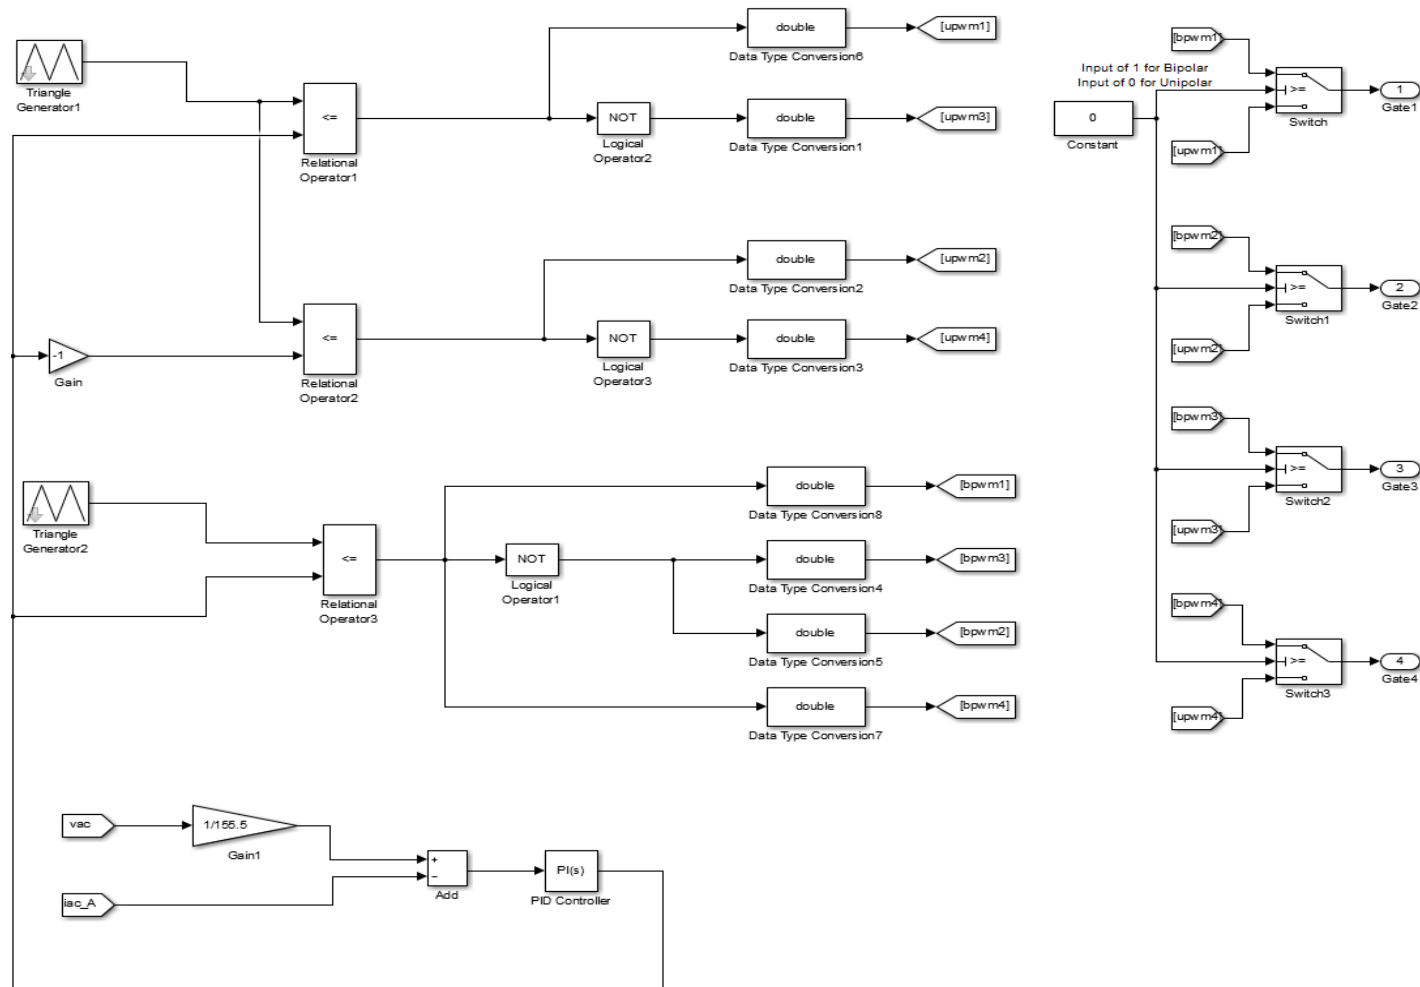 Triangle
Generator1
<=
Relational
Operator1
double
Data Type Conversion6
[upwm1]
NOT
Logical
Operator2
double
Data Type Conversion1
[upwm3]
-1
Gain
<=
Relational
Operator2
double
Data Type Conversion2
[upwm2]
NOT
Logical
Operator3
double
Data Type Conversion3
[upwm4]
Triangle
Generator2
<=
Relational
Operator3
double
Data Type Conversion8
[bpwm1]
NOT
Logical
Operator1
double
Data Type Conversion4
[bpwm3]
double
Data Type Conversion5
[bpwm2]
double
Data Type Conversion7
[bpwm4]
vac
1/155.5
Gain1
iac_A
+
−
Add
PI(s)
PID Controller
Input of 1 for Bipolar
Input of 0 for Unipolar
0
Constant
[bpwm1]
[upwm1]
>=
Switch
1
Gate1
[bpwm2]
[upwm2]
>=
Switch1
2
Gate2
[bpwm3]
[upwm3]
>=
Switch2
3
Gate3
[bpwm4]
[upwm4]
>=
Switch3
4
Gate4